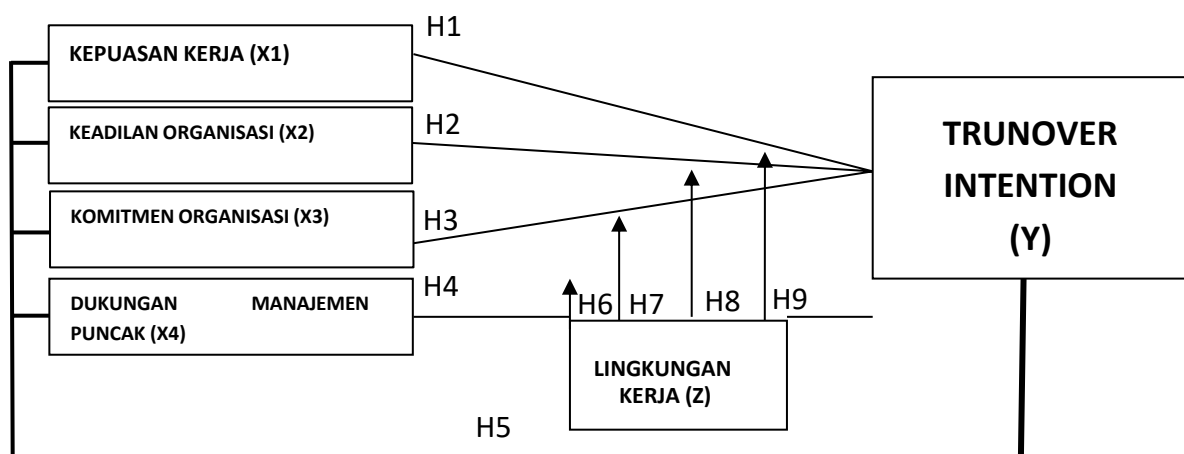 H1
KEPUASAN KERJA (X1)
H2
KEADILAN ORGANISASI (X2)
TRUNOVER
INTENTION
(Y)
H3
KOMITMEN ORGANISASI (X3)
H4
DUKUNGAN MANAJEMEN
PUNCAK (X4)
H6 H7 H8 H9
LINGKUNGAN
KERJA (Z)
H5